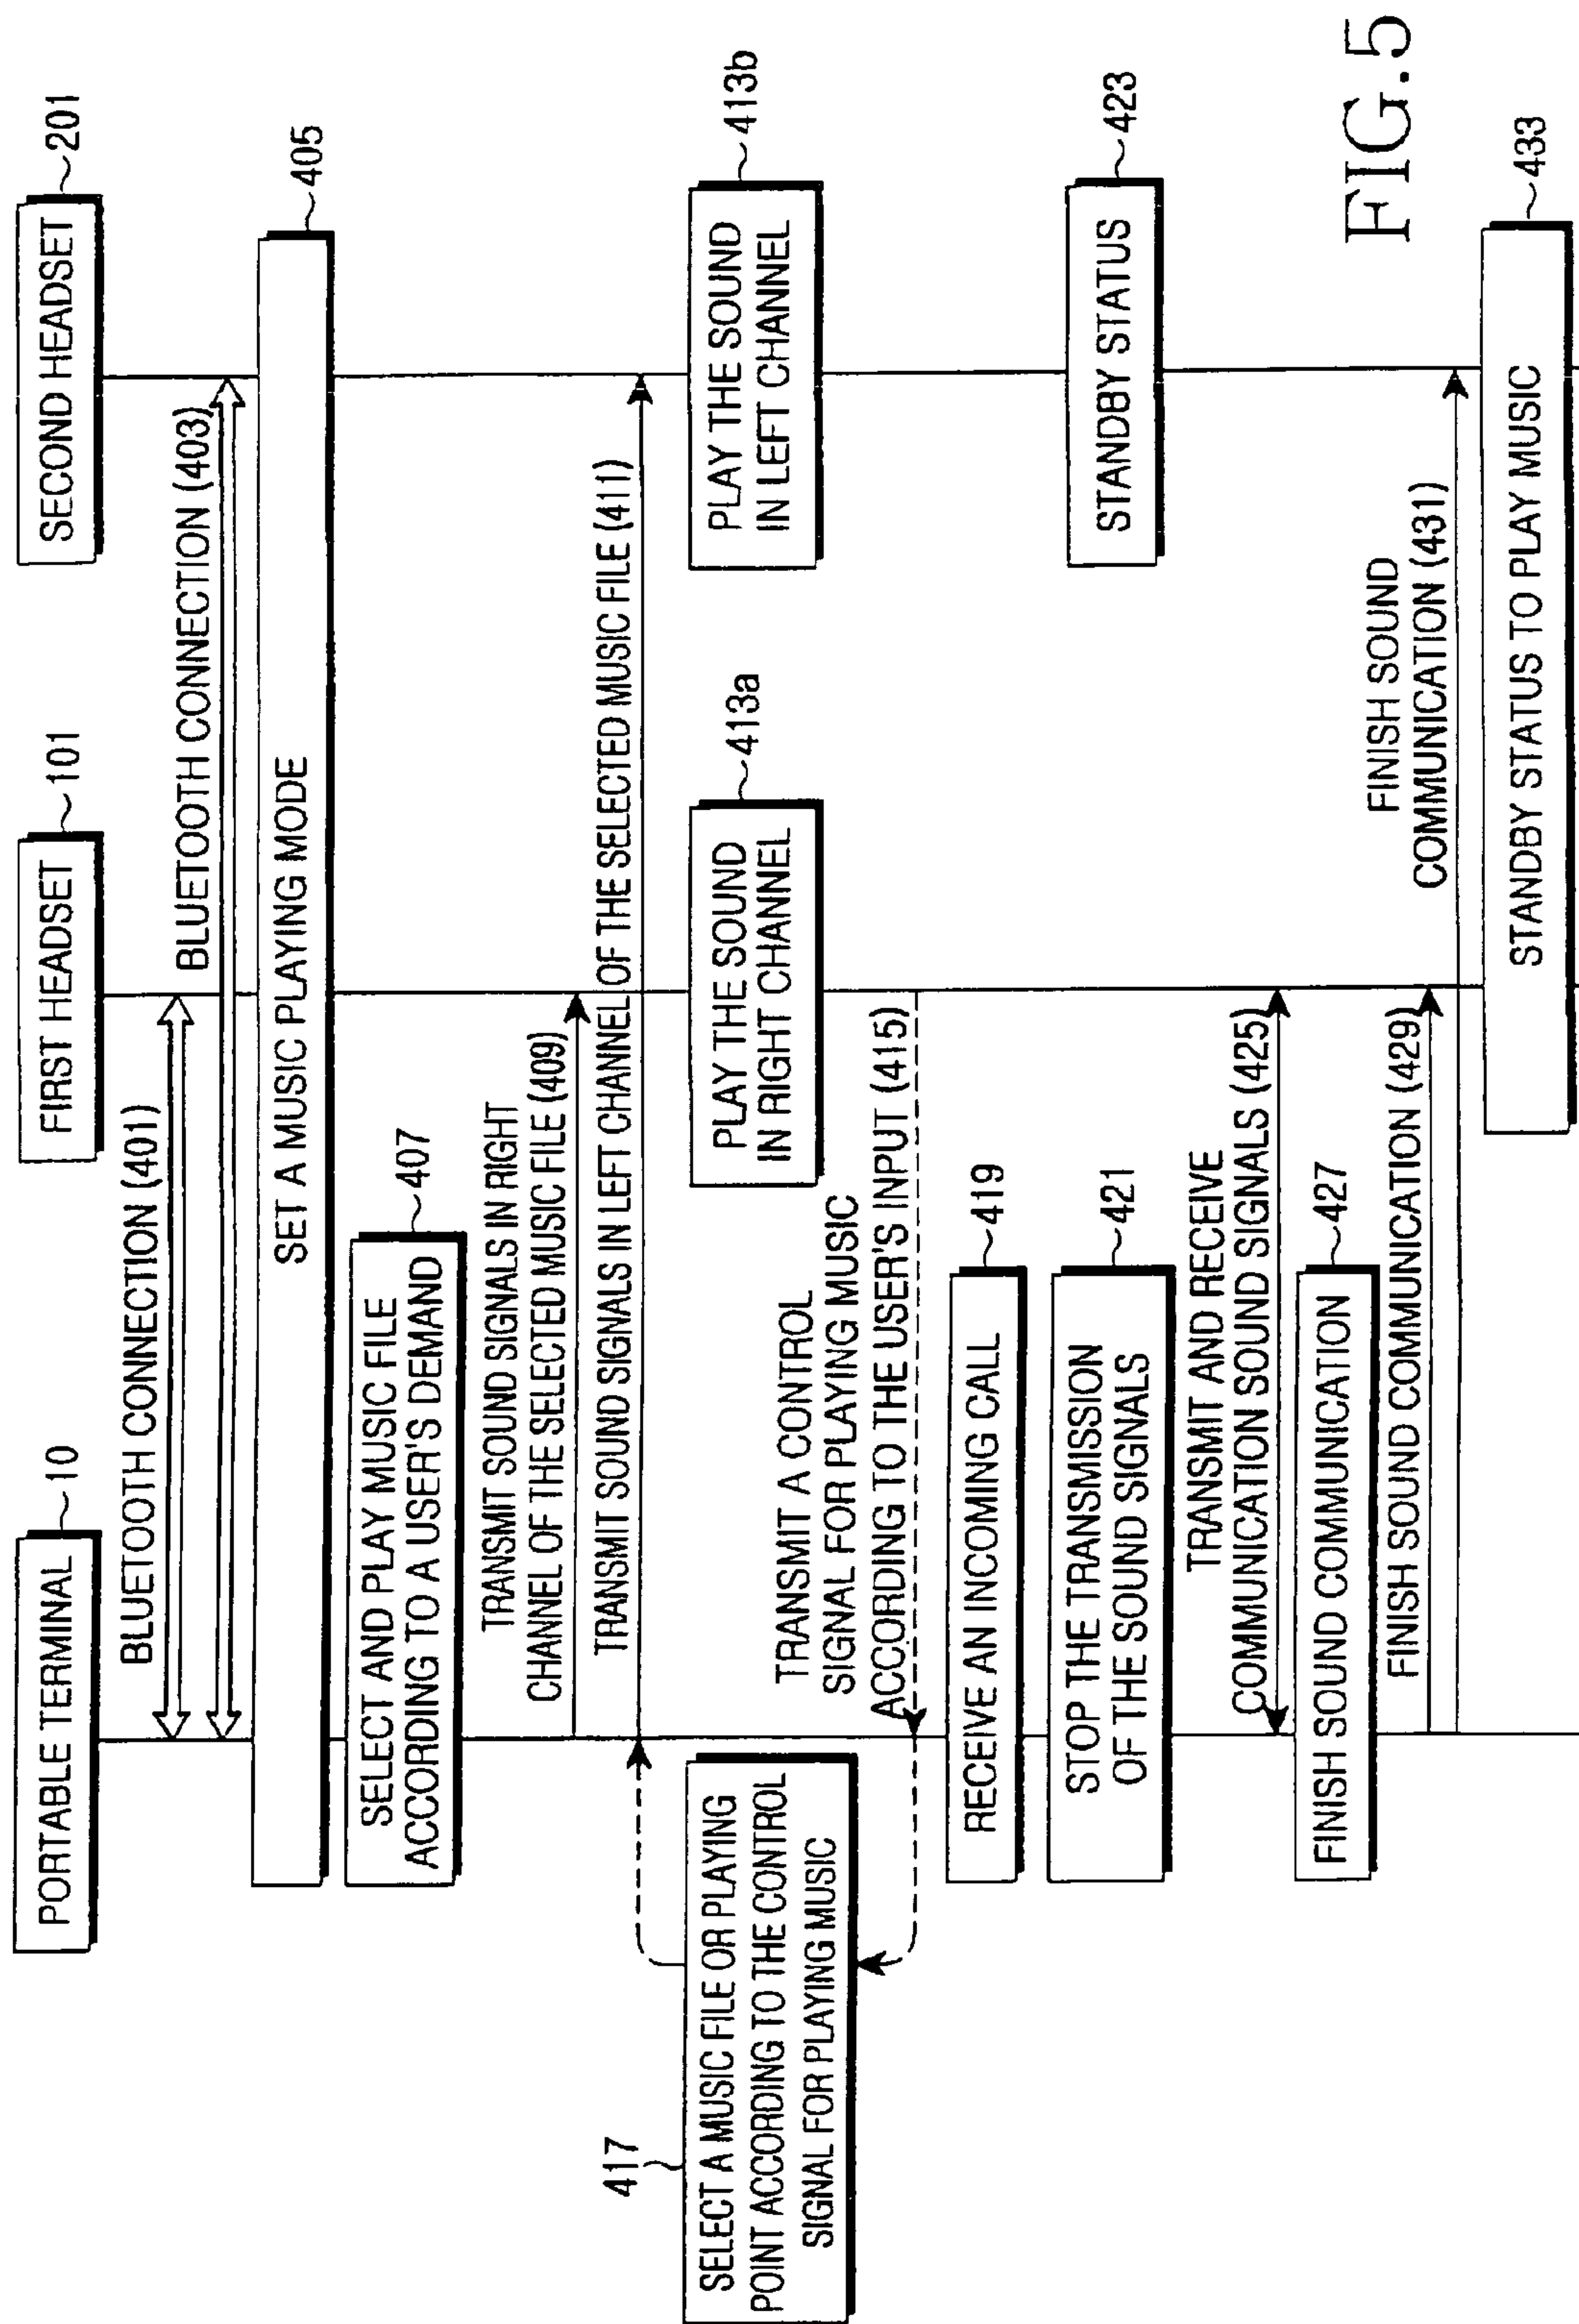 PORTABLE TERMINAL ~10
FIRST HEADSET ~101
SECOND HEADSET ~201
BLUETOOTH CONNECTION (401)
BLUETOOTH CONNECTION (403)
SET A MUSIC PLAYING MODE ~405
SELECT AND PLAY MUSIC FILE
ACCORDING TO A USER'S DEMAND ~407
TRANSMIT SOUND SIGNALS IN RIGHT
CHANNEL OF THE SELECTED MUSIC FILE (409)
TRANSMIT SOUND SIGNALS IN LEFT CHANNEL OF THE SELECTED MUSIC FILE (411)
417
SELECT A MUSIC FILE OR PLAYING
POINT ACCORDING TO THE CONTROL
SIGNAL FOR PLAYING MUSIC
PLAY THE SOUND
IN RIGHT CHANNEL ~413a
PLAY THE SOUND
IN LEFT CHANNEL ~413b
TRANSMIT A CONTROL
SIGNAL FOR PLAYING MUSIC
ACCORDING TO THE USER'S INPUT (415)
RECEIVE AN INCOMING CALL ~419
STOP THE TRANSMISSION
OF THE SOUND SIGNALS ~421
STANDBY STATUS ~423
TRANSMIT AND RECEIVE
COMMUNICATION SOUND SIGNALS (425)
FINISH SOUND COMMUNICATION ~427
FINISH SOUND COMMUNICATION (429)
FINISH SOUND
COMMUNICATION (431)
STANDBY STATUS TO PLAY MUSIC ~433
FIG.5